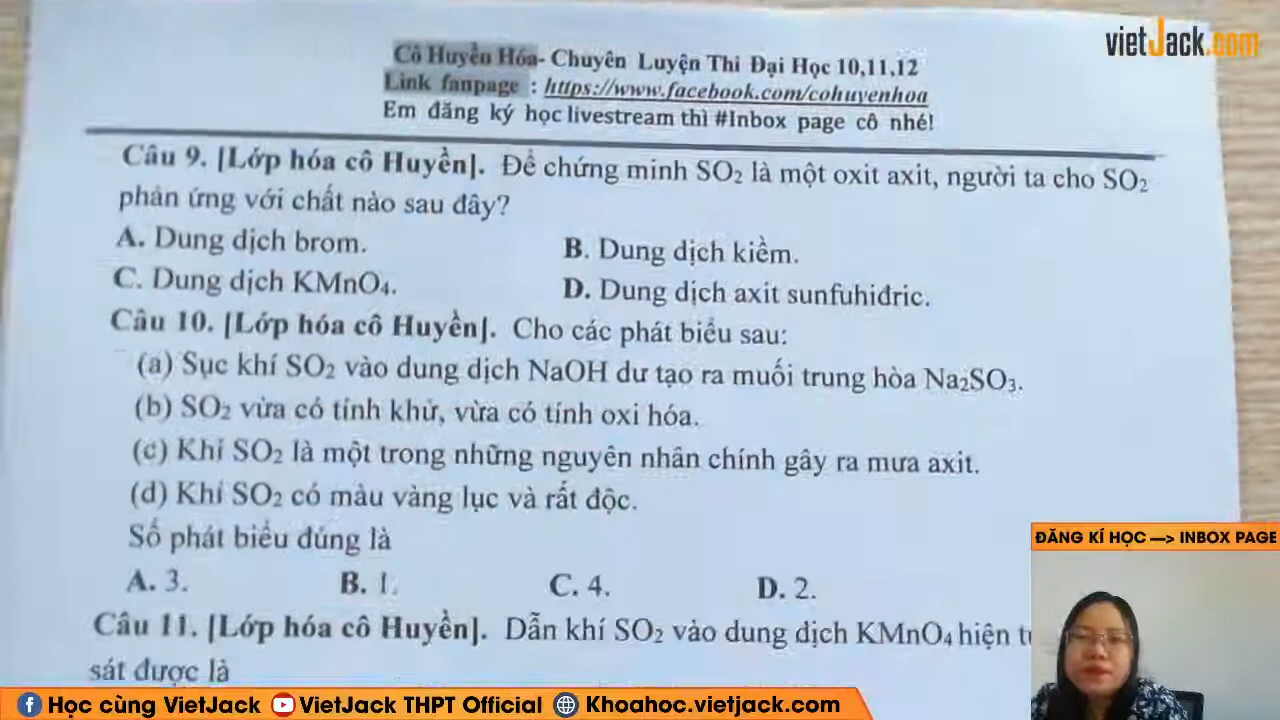 vietJack.com
Cô Huyền Hóa- Chuyên Luyện Thi Đại Học 10,11,12
Link fanpage : https://www.facebook.com/cohuyenhoa
Em đăng ký học livestream thì #Inbox page cô nhé!
Câu 9. [Lớp hóa cô Huyền]. Để chứng minh SO₂ là một oxit axit, người ta cho SO₂
phản ứng với chất nào sau đây?
A. Dung dịch brom. B. Dung dịch kiềm.
C. Dung dịch KMnO₄. D. Dung dịch axit sunfuhiđric.
Câu 10. [Lớp hóa cô Huyền]. Cho các phát biểu sau:
(a) Sục khí SO₂ vào dung dịch NaOH dư tạo ra muối trung hòa Na₂SO₃.
(b) SO₂ vừa có tính khử, vừa có tính oxi hóa.
(c) Khí SO₂ là một trong những nguyên nhân chính gây ra mưa axit.
(d) Khí SO₂ có màu vàng lục và rất độc.
Số phát biểu đúng là
A. 3. B. 1. C. 4. D. 2.
Câu 11. [Lớp hóa cô Huyền]. Dẫn khí SO₂ vào dung dịch KMnO₄ hiện
sát được là
ĐĂNG KÍ HỌC —> INBOX PAGE
Học cùng VietJack VietJack THPT Official Khoahoc.vietjack.com